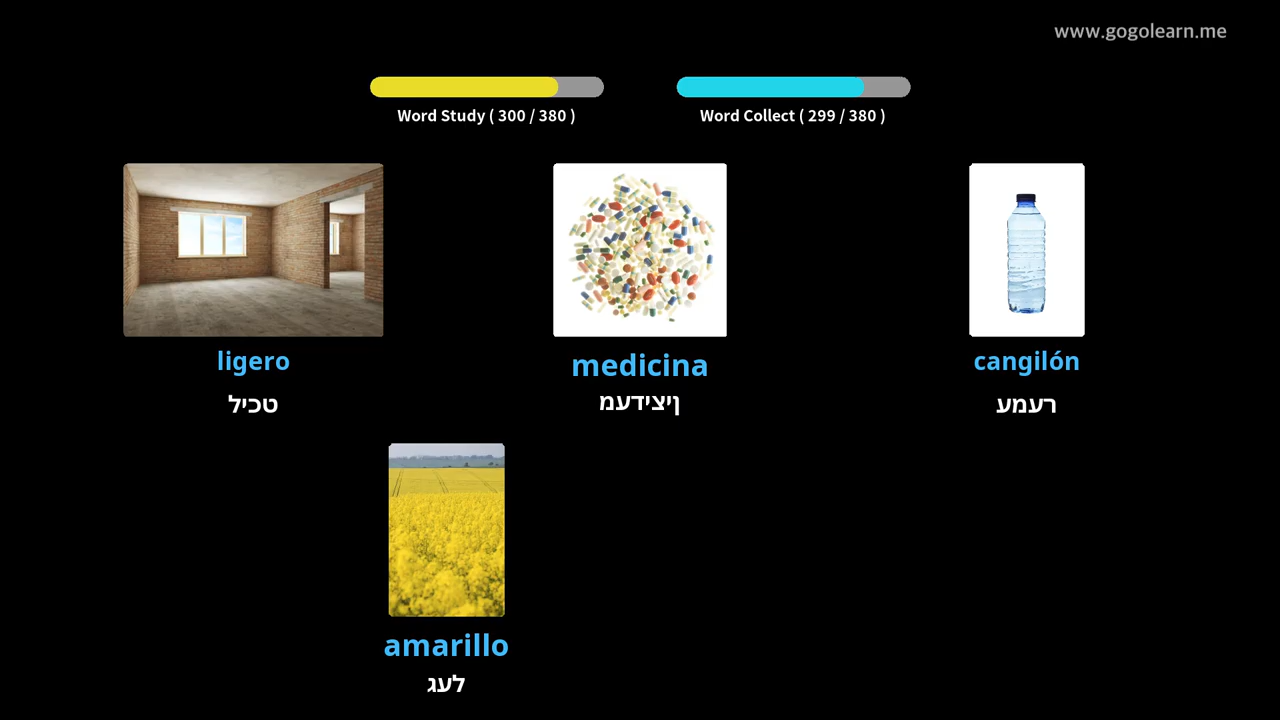 www.gogolearn.me
Word Study ( 300 / 380 )
Word Collect ( 299 / 380 )
ligero
טכיל
medicina
ןיצידעמ
cangilón
רעמע
amarillo
לעג